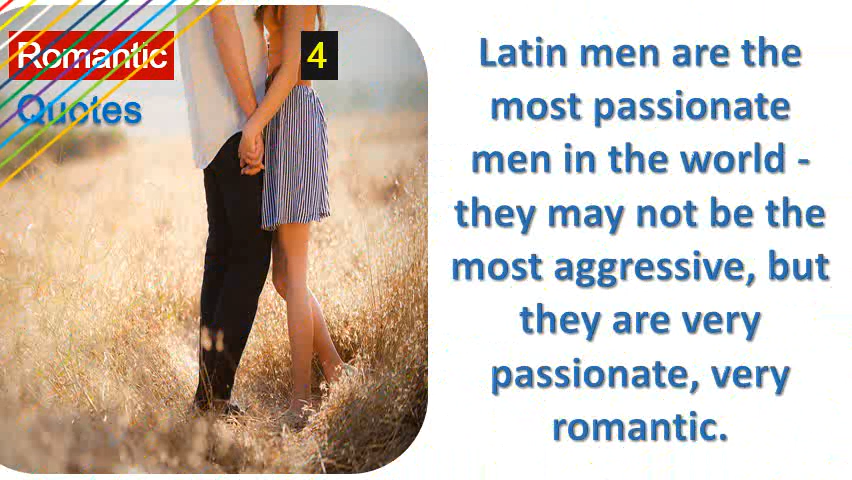 Romantic
4
Quotes
Latin men are the
most passionate
men in the world -
they may not be the
most aggressive, but
they are very
passionate, very
romantic.